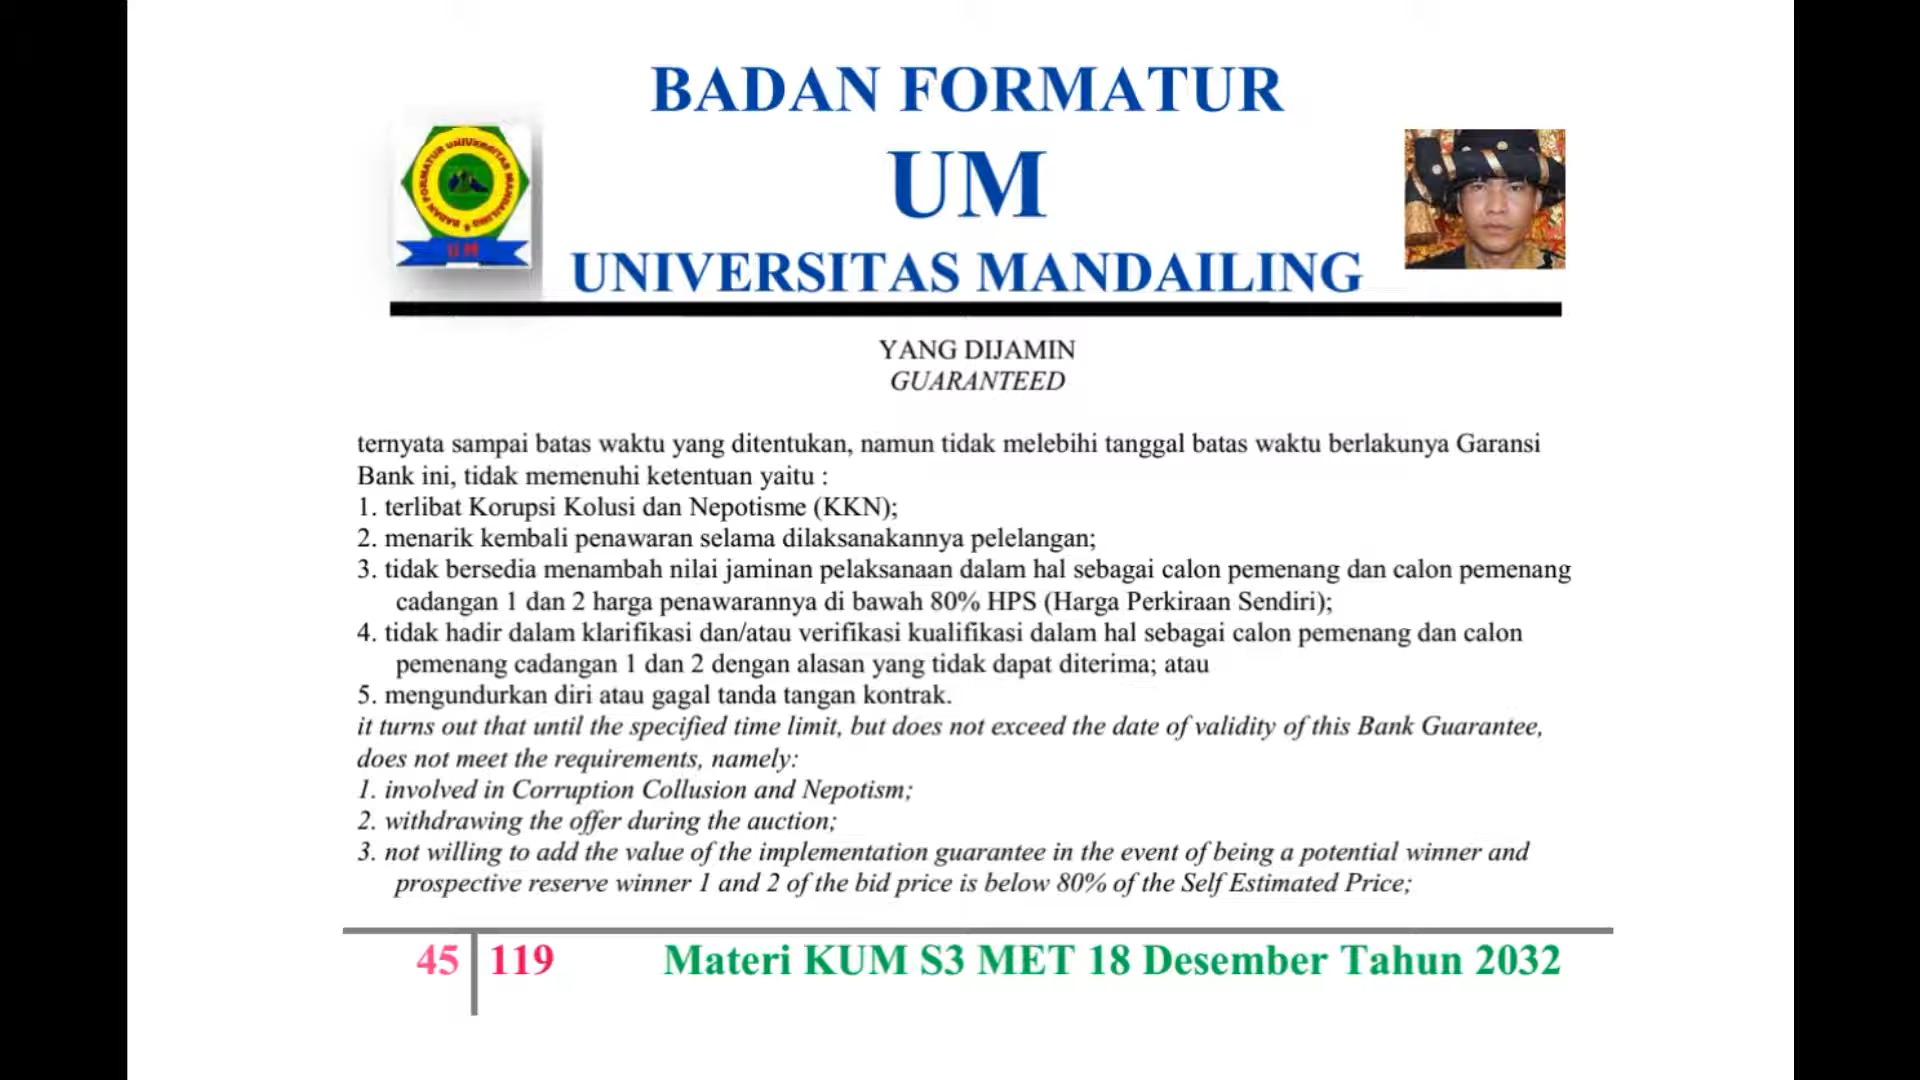 BADAN FORMATUR
UM
UNIVERSITAS MANDAILING
BADAN FORMATUR UNIVERSITAS MANDAILING
UM
YANG DIJAMIN
GUARANTEED
ternyata sampai batas waktu yang ditentukan, namun tidak melebihi tanggal batas waktu berlakunya Garansi
Bank ini, tidak memenuhi ketentuan yaitu :
1. terlibat Korupsi Kolusi dan Nepotisme (KKN);
2. menarik kembali penawaran selama dilaksanakannya pelelangan;
3. tidak bersedia menambah nilai jaminan pelaksanaan dalam hal sebagai calon pemenang dan calon pemenang
cadangan 1 dan 2 harga penawarannya di bawah 80% HPS (Harga Perkiraan Sendiri);
4. tidak hadir dalam klarifikasi dan/atau verifikasi kualifikasi dalam hal sebagai calon pemenang dan calon
pemenang cadangan 1 dan 2 dengan alasan yang tidak dapat diterima; atau
5. mengundurkan diri atau gagal tanda tangan kontrak.
it turns out that until the specified time limit, but does not exceed the date of validity of this Bank Guarantee,
does not meet the requirements, namely:
1. involved in Corruption Collusion and Nepotism;
2. withdrawing the offer during the auction;
3. not willing to add the value of the implementation guarantee in the event of being a potential winner and
prospective reserve winner 1 and 2 of the bid price is below 80% of the Self Estimated Price;
45 119 Materi KUM S3 MET 18 Desember Tahun 2032